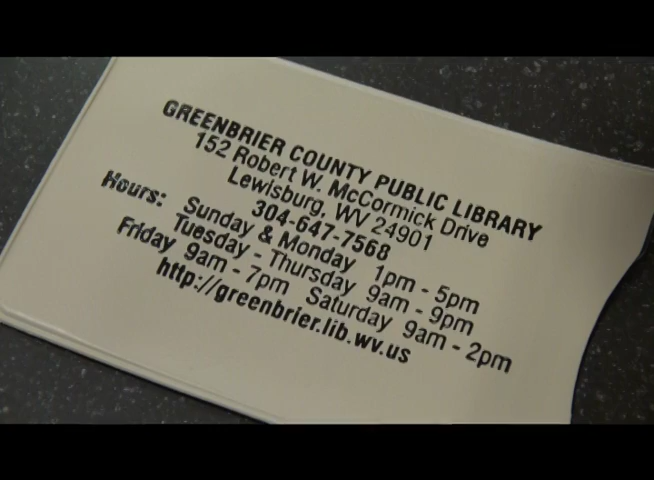 GREENBRIER COUNTY PUBLIC LIBRARY
152 Robert W. McCormick Drive
Lewisburg, WV 24901
304-647-7568
Hours: Sunday & Monday 1pm - 5pm
Tuesday - Thursday 9am - 9pm
Friday 9am - 7pm Saturday 9am - 2pm
http://greenbrier.lib.wv.us